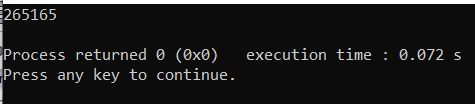 265165
Process returned 0 (0x0)   execution time : 0.072 s
Press any key to continue.